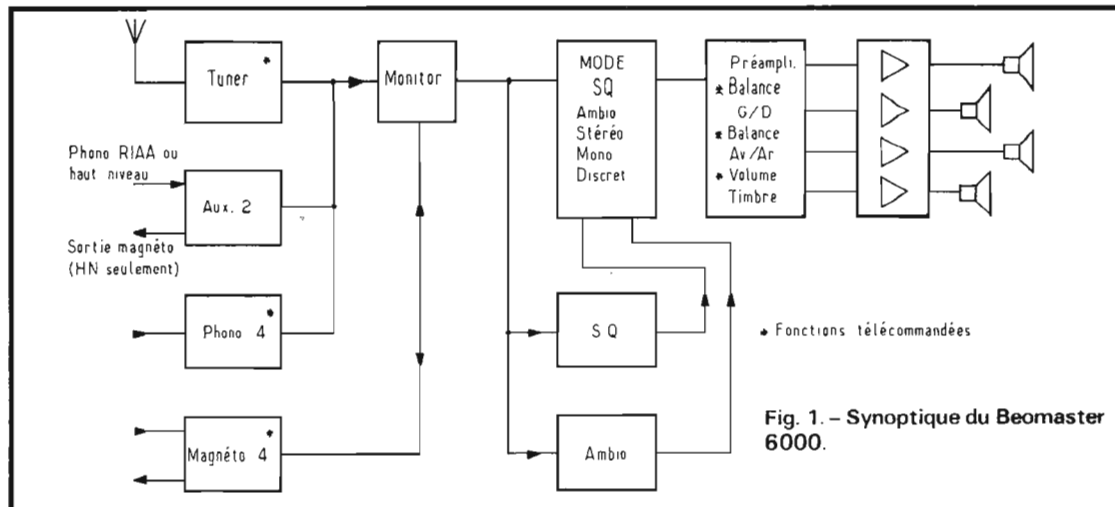 Tuner *
Phono RIAA ou
haut niveau
Aux. 2
Sortie magnéto
(HN seulement)
Phono 4 *
Magnéto 4 *
Monitor
MODE
SQ
Ambio
Stéréo
Mono
Discret
SQ
Ambio
Préampli.
* Balance
G/D
* Balance
Av/Ar
* Volume
Timbre
* Fonctions télécommandées
Fig. 1. – Synoptique du Beomaster
6000.